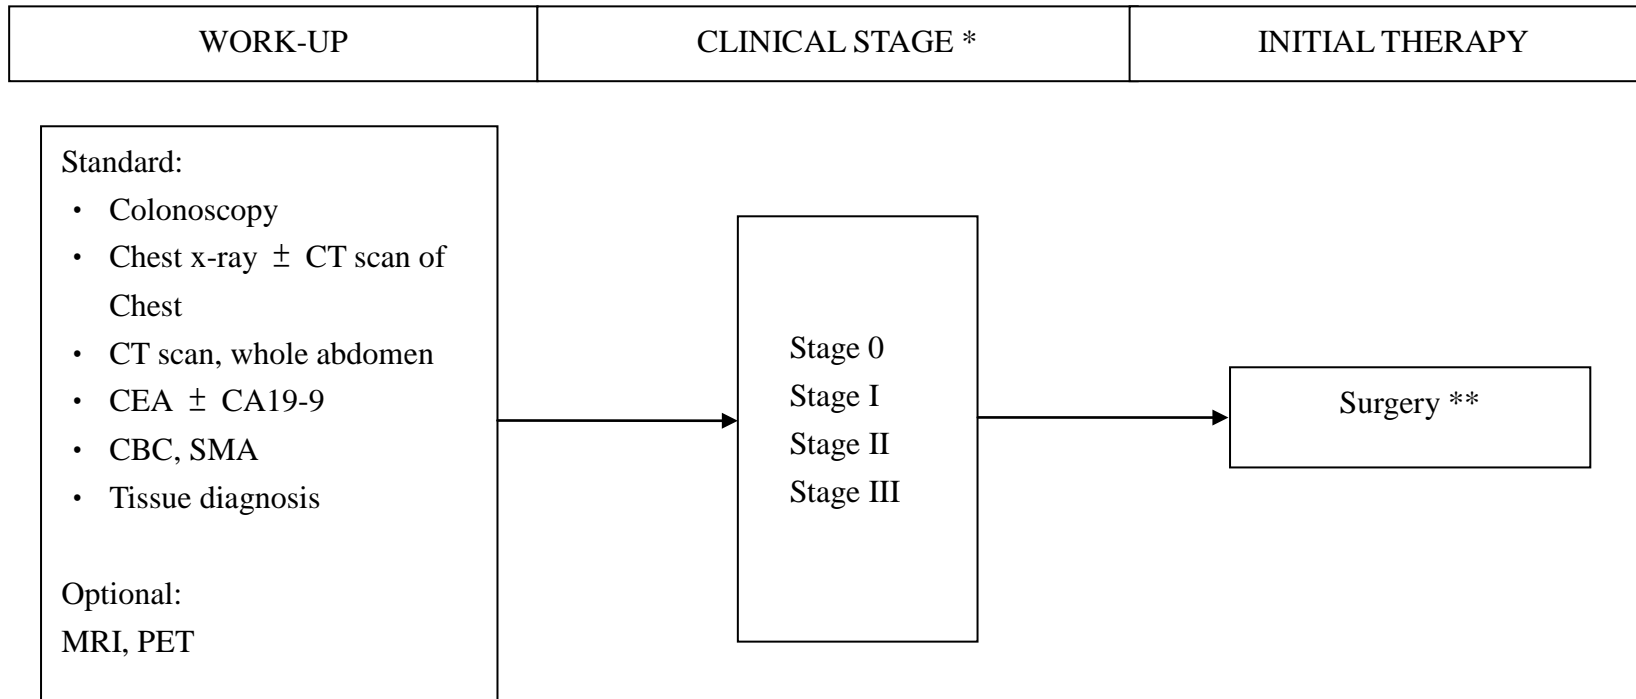 WORK-UP
CLINICAL STAGE *
INITIAL THERAPY
Standard:
・ Colonoscopy
・ Chest x-ray ± CT scan of
Chest
・ CT scan, whole abdomen
・ CEA ± CA19-9
・ CBC, SMA
・ Tissue diagnosis
Optional:
MRI, PET
Stage 0
Stage I
Stage II
Stage III
Surgery **